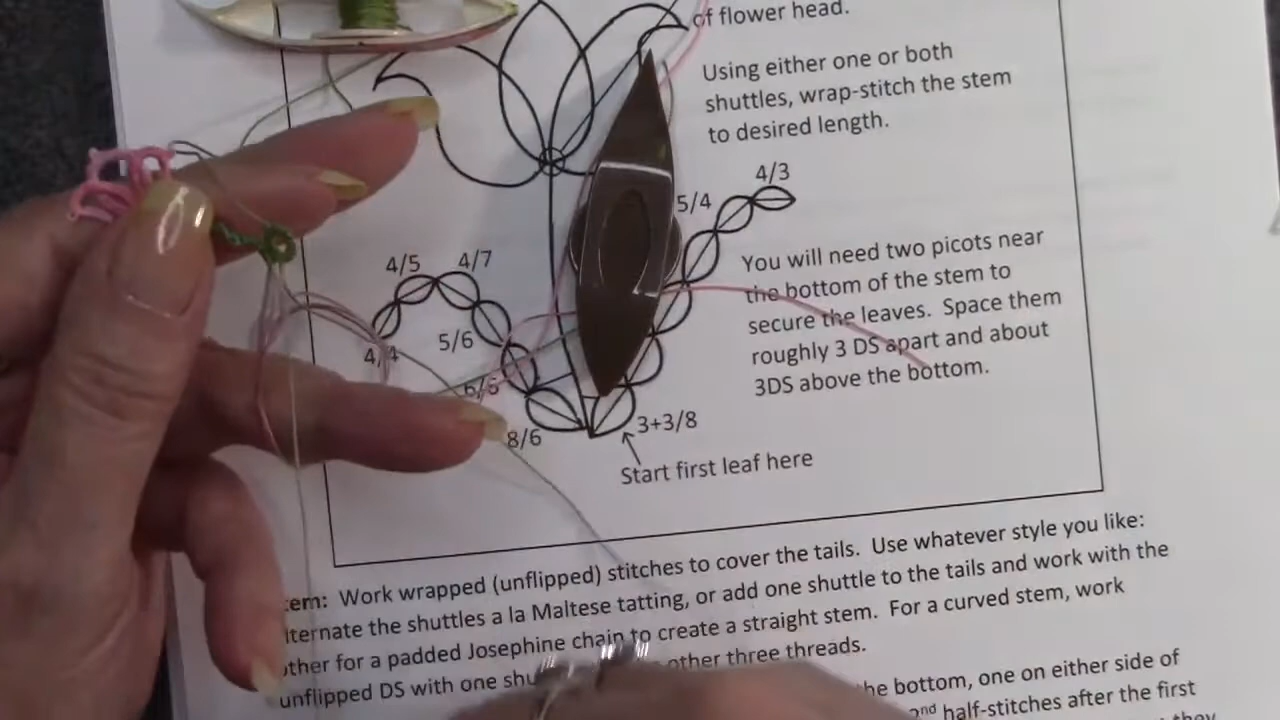 of flower head.
Using either one or both
shuttles, wrap-stitch the stem
to desired length.
4/3
5/4
You will need two picots near
the bottom of the stem to
secure the leaves. Space them
roughly 3 DS apart and about
3DS above the bottom.
4/5
4/7
5/6
4/4
6/6
8/6
3+3/8
Start first leaf here
Work wrapped (unflipped) stitches to cover the tails. Use whatever style you like:
the shuttles a la Maltese tatting, or add one shuttle to the tails and work with the
for a padded Josephine chain to create a straight stem. For a curved stem, work
unflipped DS with one other three threads.
bottom, one on either side of
2nd half-stitches after the first
they